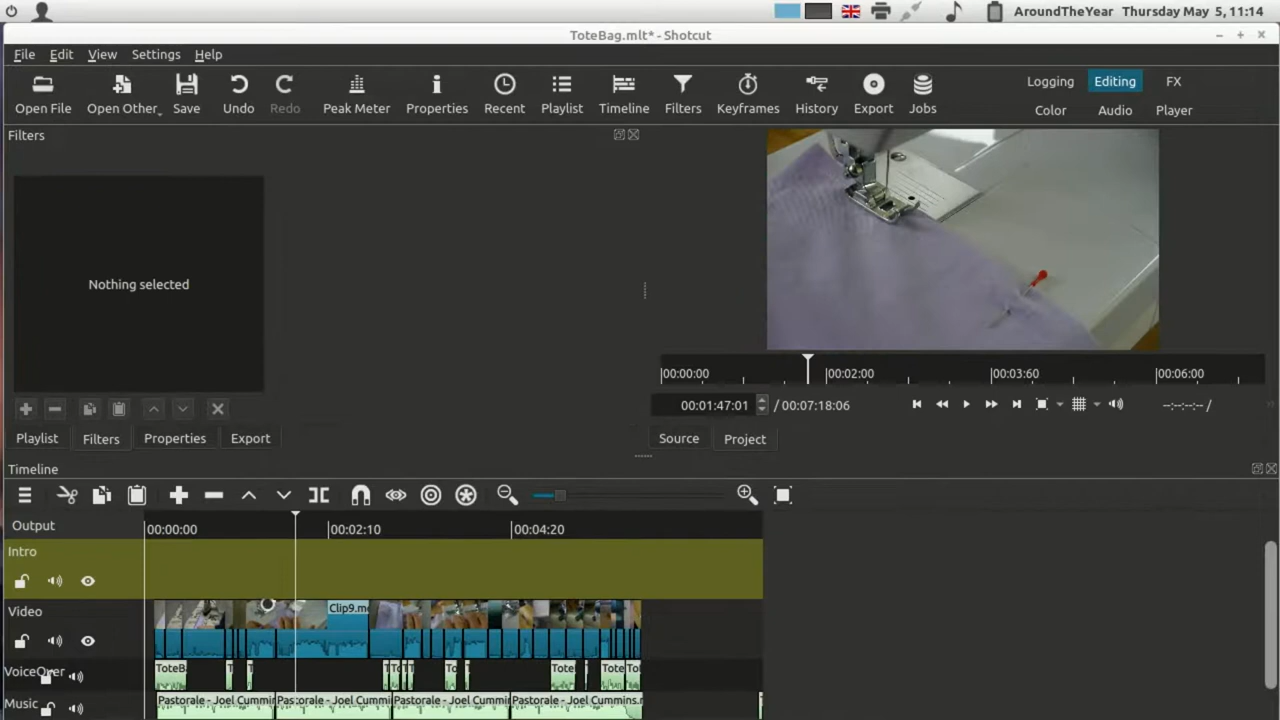 AroundTheYear Thursday May 5, 11:14
ToteBag.mlt* - Shotcut
File Edit View Settings Help
Open File Open Other Save Undo Redo Peak Meter Properties Recent Playlist Timeline Filters Keyframes History Export Jobs
Logging Editing FX
Color Audio Player
Filters
Nothing selected
|00:00:00 |00:02:00 |00:03:60 |00:06:00
00:01:47:01 / 00:07:18:06 --:--:--:-- /
Playlist Filters Properties Export
Source Project
Timeline
Output
|00:00:00 |00:02:10 |00:04:20
Intro
Video
Clip9.m
VoiceOver
ToteB T T T To T T To Tote Tote To
Music
Pastorale - Joel Cummin Pastorale - Joel Cummin Pastorale - Joel Cummin Pastorale - Joel Cummins.m